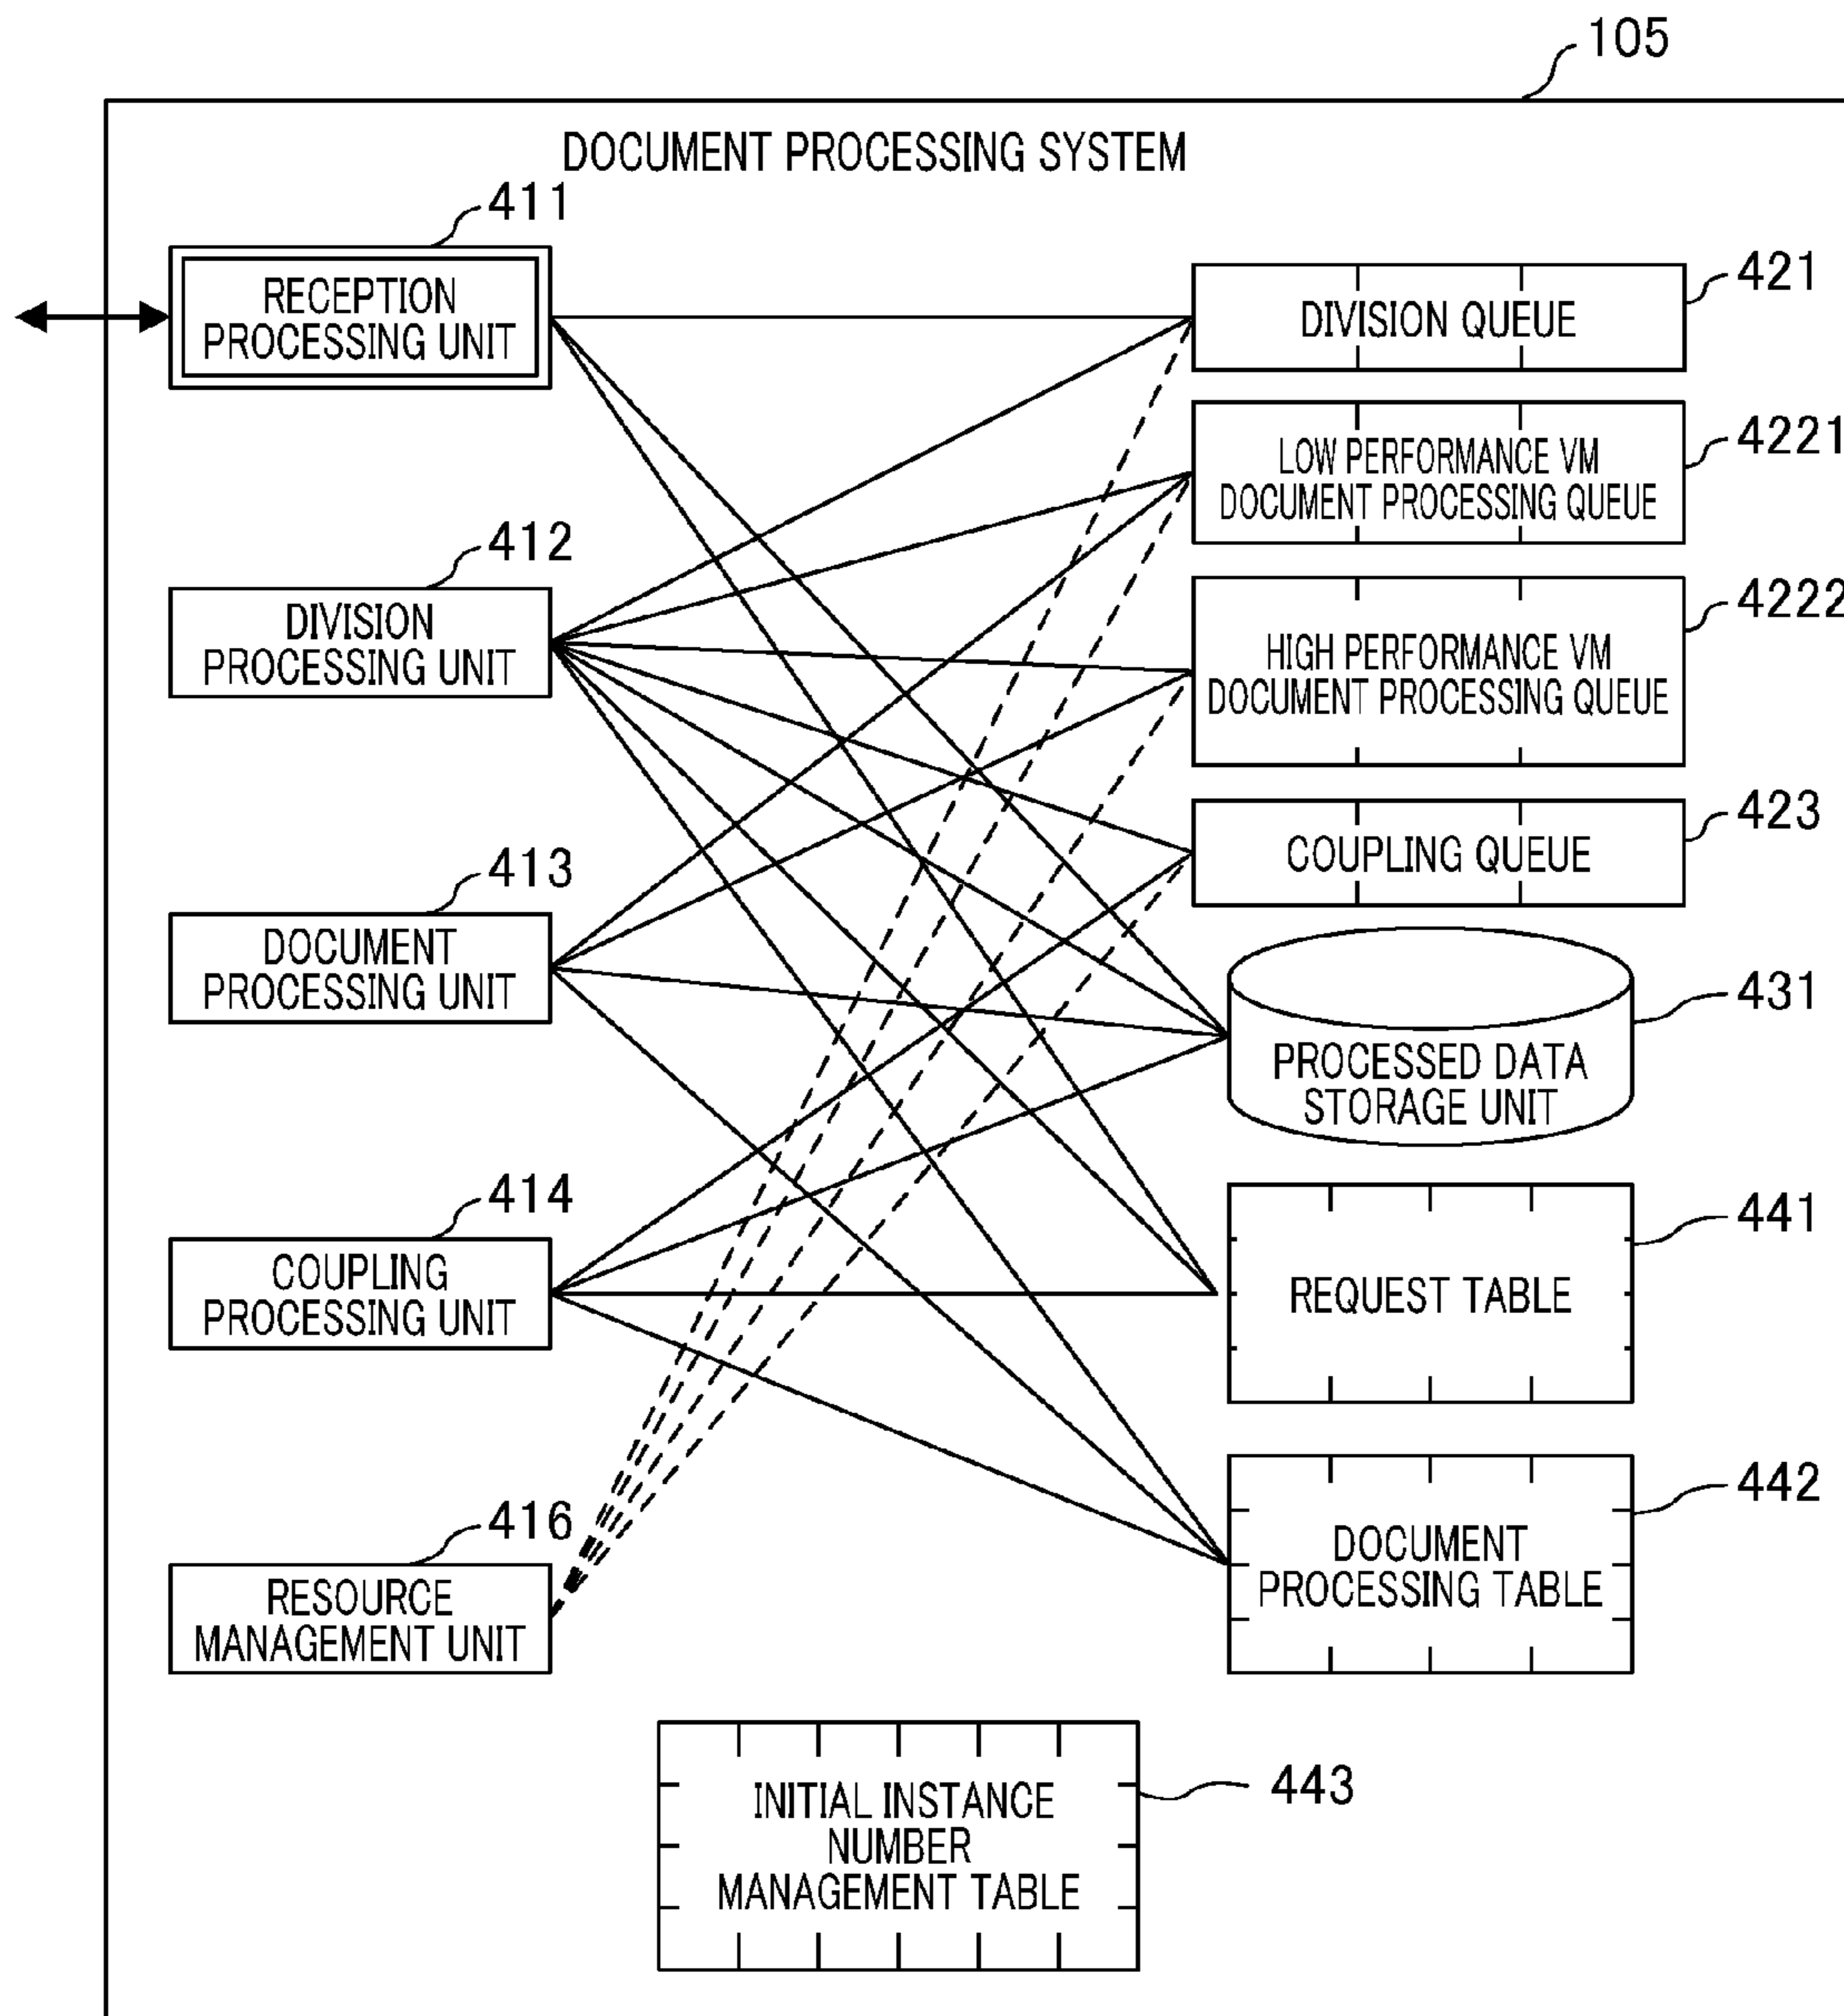 105
DOCUMENT PROCESSING SYSTEM
411
RECEPTION
PROCESSING UNIT
421
DIVISION QUEUE
4221
LOW PERFORMANCE VM
DOCUMENT PROCESSING QUEUE
412
DIVISION
PROCESSING UNIT
4222
HIGH PERFORMANCE VM
DOCUMENT PROCESSING QUEUE
423
COUPLING QUEUE
413
DOCUMENT
PROCESSING UNIT
431
PROCESSED DATA
STORAGE UNIT
414
COUPLING
PROCESSING UNIT
441
REQUEST TABLE
442
DOCUMENT
PROCESSING TABLE
416
RESOURCE
MANAGEMENT UNIT
443
INITIAL INSTANCE
NUMBER
MANAGEMENT TABLE